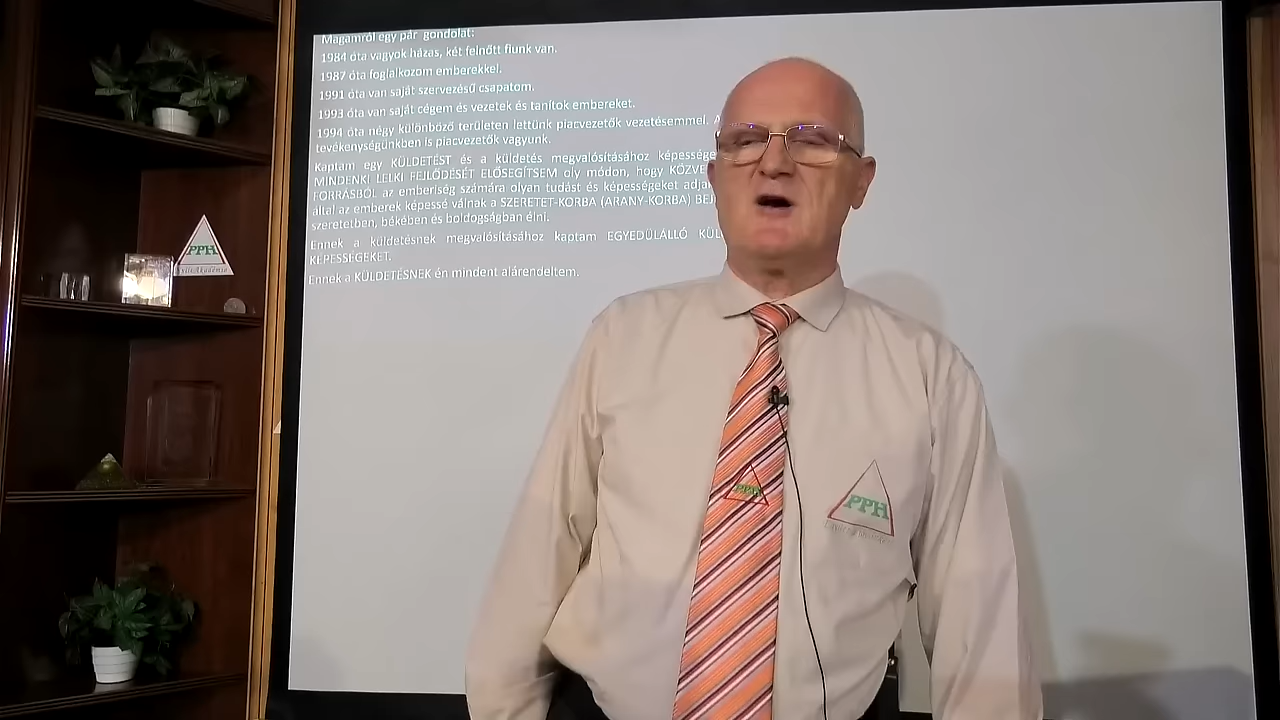 Magamról egy pár gondolat:
1984 óta vagyok házas, két felnőtt fiunk van.
1987 óta foglalkozom emberekkel.
1991 óta van saját szervezésű csapatom.
1993 óta van saját cégem és vezetek és tanítok embereket.
1994 óta négy különböző területen lettünk piacvezetők vezetésemmel. A
tevékenységünkben is piacvezetők vagyunk.
Kaptam egy KÜLDETÉST és a küldetés megvalósításához képessége
MINDENKI LELKI FEJLŐDÉSÉT ELŐSEGÍTSEM oly módon, hogy KÖZVE
FORRÁSBÓL az emberiség számára olyan tudást és képességeket adja
által az emberek képessé válnak a SZERETET-KORBA (ARANY-KORBA) BEJ
szeretetben, békében és boldogságban élni.
Ennek a küldetésnek megvalósításához kaptam EGYEDÜLÁLLÓ KÜL
KÉPESSÉGEKET.
Ennek a KÜLDETÉSNEK én mindent alárendeltem.
PPH
PPH
PPH